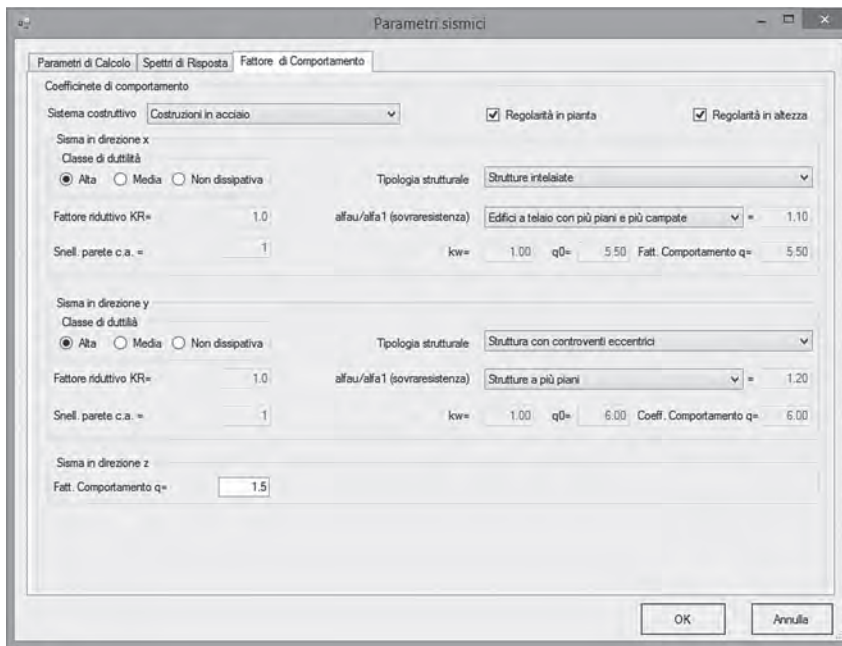 Parametri sismici
Parametri di Calcolo Spettri di Risposta Fattore di Comportamento
Coefficinete di comportamento
Sistema costruttivo Costruzioni in acciaio Regolarità in pianta Regolarità in altezza
Sisma in direzione x
Classe di duttilità
Alta Media Non dissipativa Tipologia strutturale Strutture intelaiate
Fattore riduttivo KR= 1.0 alfau/alfa1 (sovraresistenza) Edifici a telaio con più piani e più campate = 1.10
Snell. parete c.a. = 1 kw= 1.00 q0= 5.50 Fatt. Comportamento q= 5.50
Sisma in direzione y
Classe di duttilià
Alta Media Non dissipativa Tipologia strutturale Struttura con controventi eccentrici
Fattore riduttivo KR= 1.0 alfau/alfa1 (sovraresistenza) Strutture a più piani = 1.20
Snell. parete c.a. = 1 kw= 1.00 q0= 6.00 Coeff. Comportamento q= 6.00
Sisma in direzione z
Fatt. Comportamento q= 1.5
OK Annulla